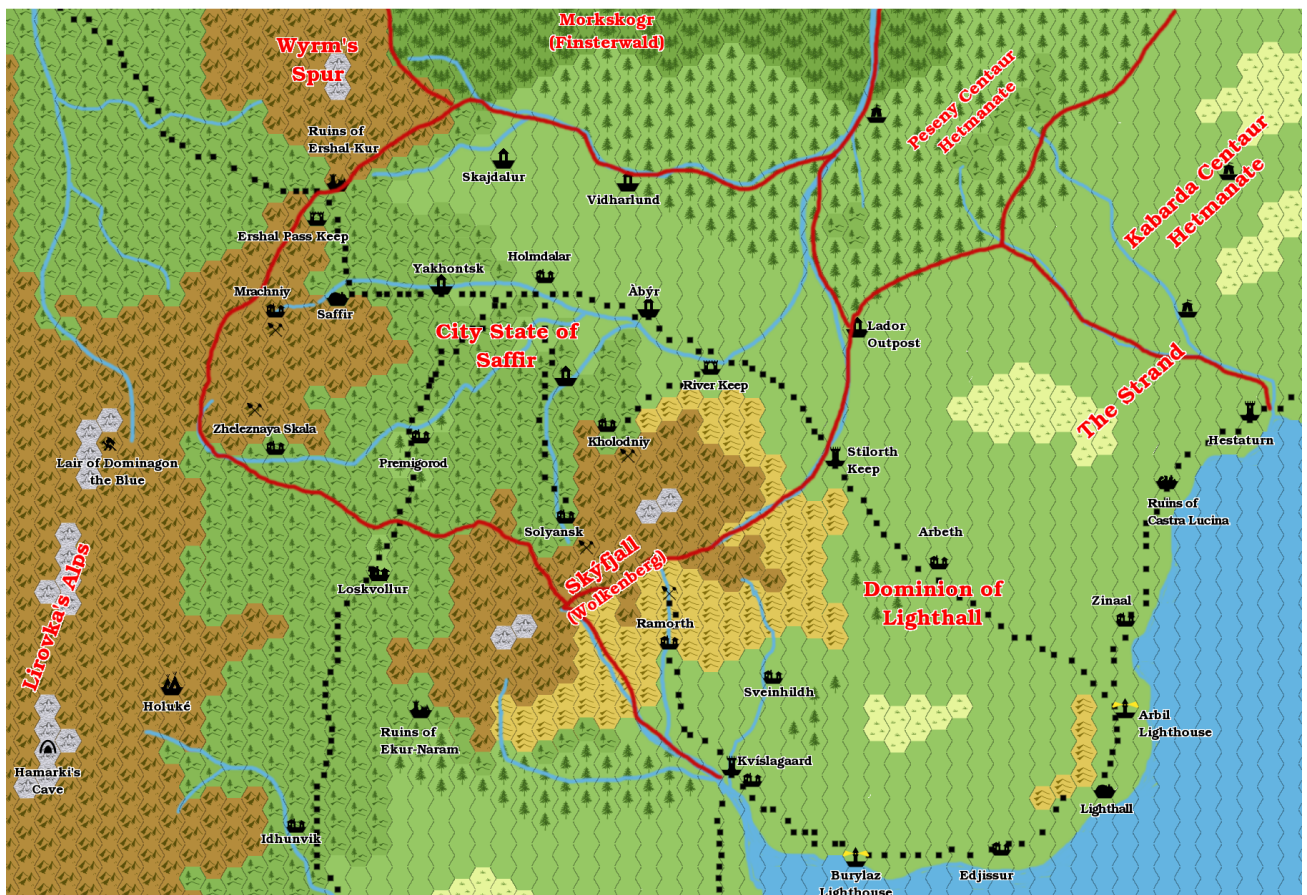 Morkskogr
(Finsterwald)
Wyrm's
Spur
Peseny Centaur
Hetmanate
Kabarda Centaur
Hetmanate
Ruins of
Ershal-Kur
Skajdalur
Vidharlund
Ershal Pass Keep
Holmdalar
Yakhontsk
Mrachniy
Saffir
Àbýr
City State of
Saffir
Lador
Outpost
The Strand
River Keep
Hestaturn
Zheleznaya Skala
Kholodniy
Premigorod
Lair of Dominagon
the Blue
Stilorth
Keep
Ruins of
Castra Lucina
Solyansk
Arbeth
Skýfjall
(Wolkenberg)
Loskvollur
Dominion of
Lighthall
Zinaal
Lirovka's Alps
Ramorth
Holuké
Sveinhildh
Ruins of
Ekur-Naram
Arbil
Lighthouse
Hamarki's
Cave
Kvíslagaard
Lighthall
Idhunvik
Burylaz
Lighthouse
Edjissur